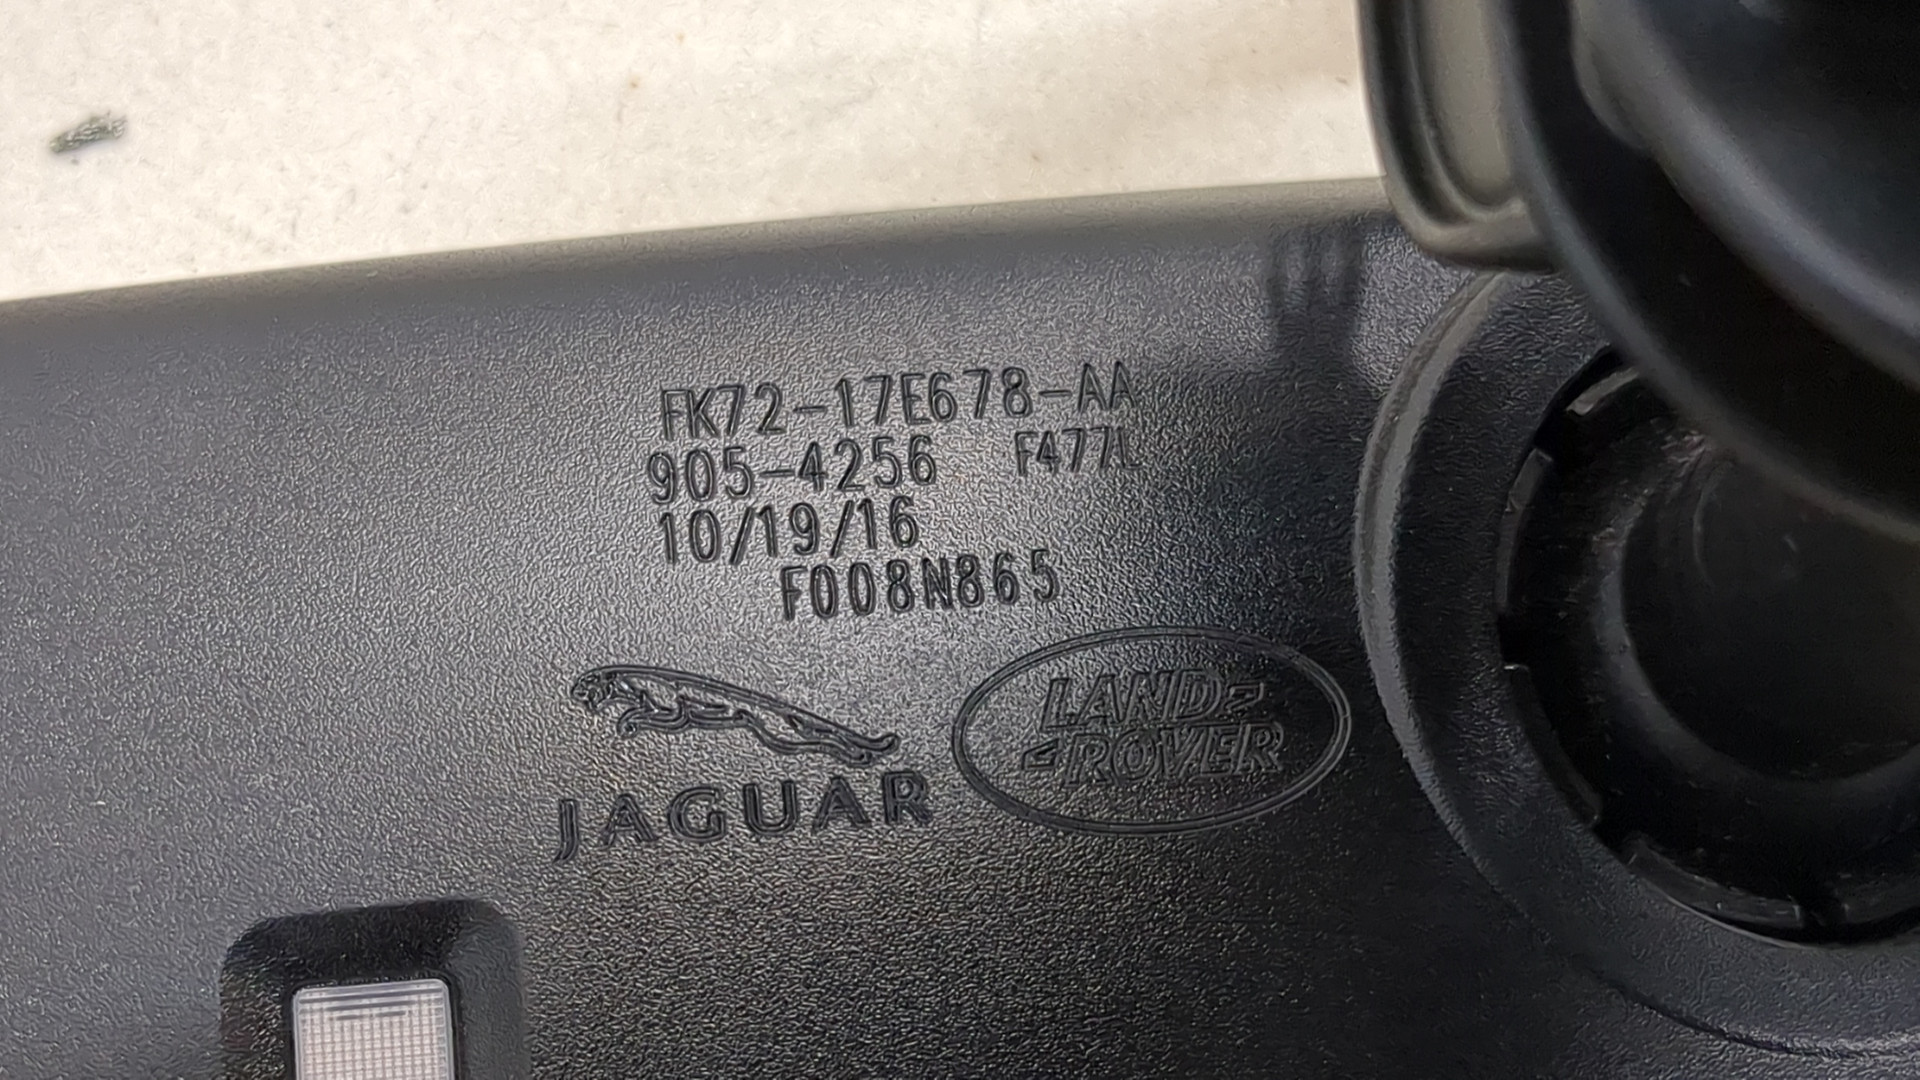 FK72-17E678-AA
905-4256 F477L
10/19/16
F008N865
JAGUAR
LAND
ROVER